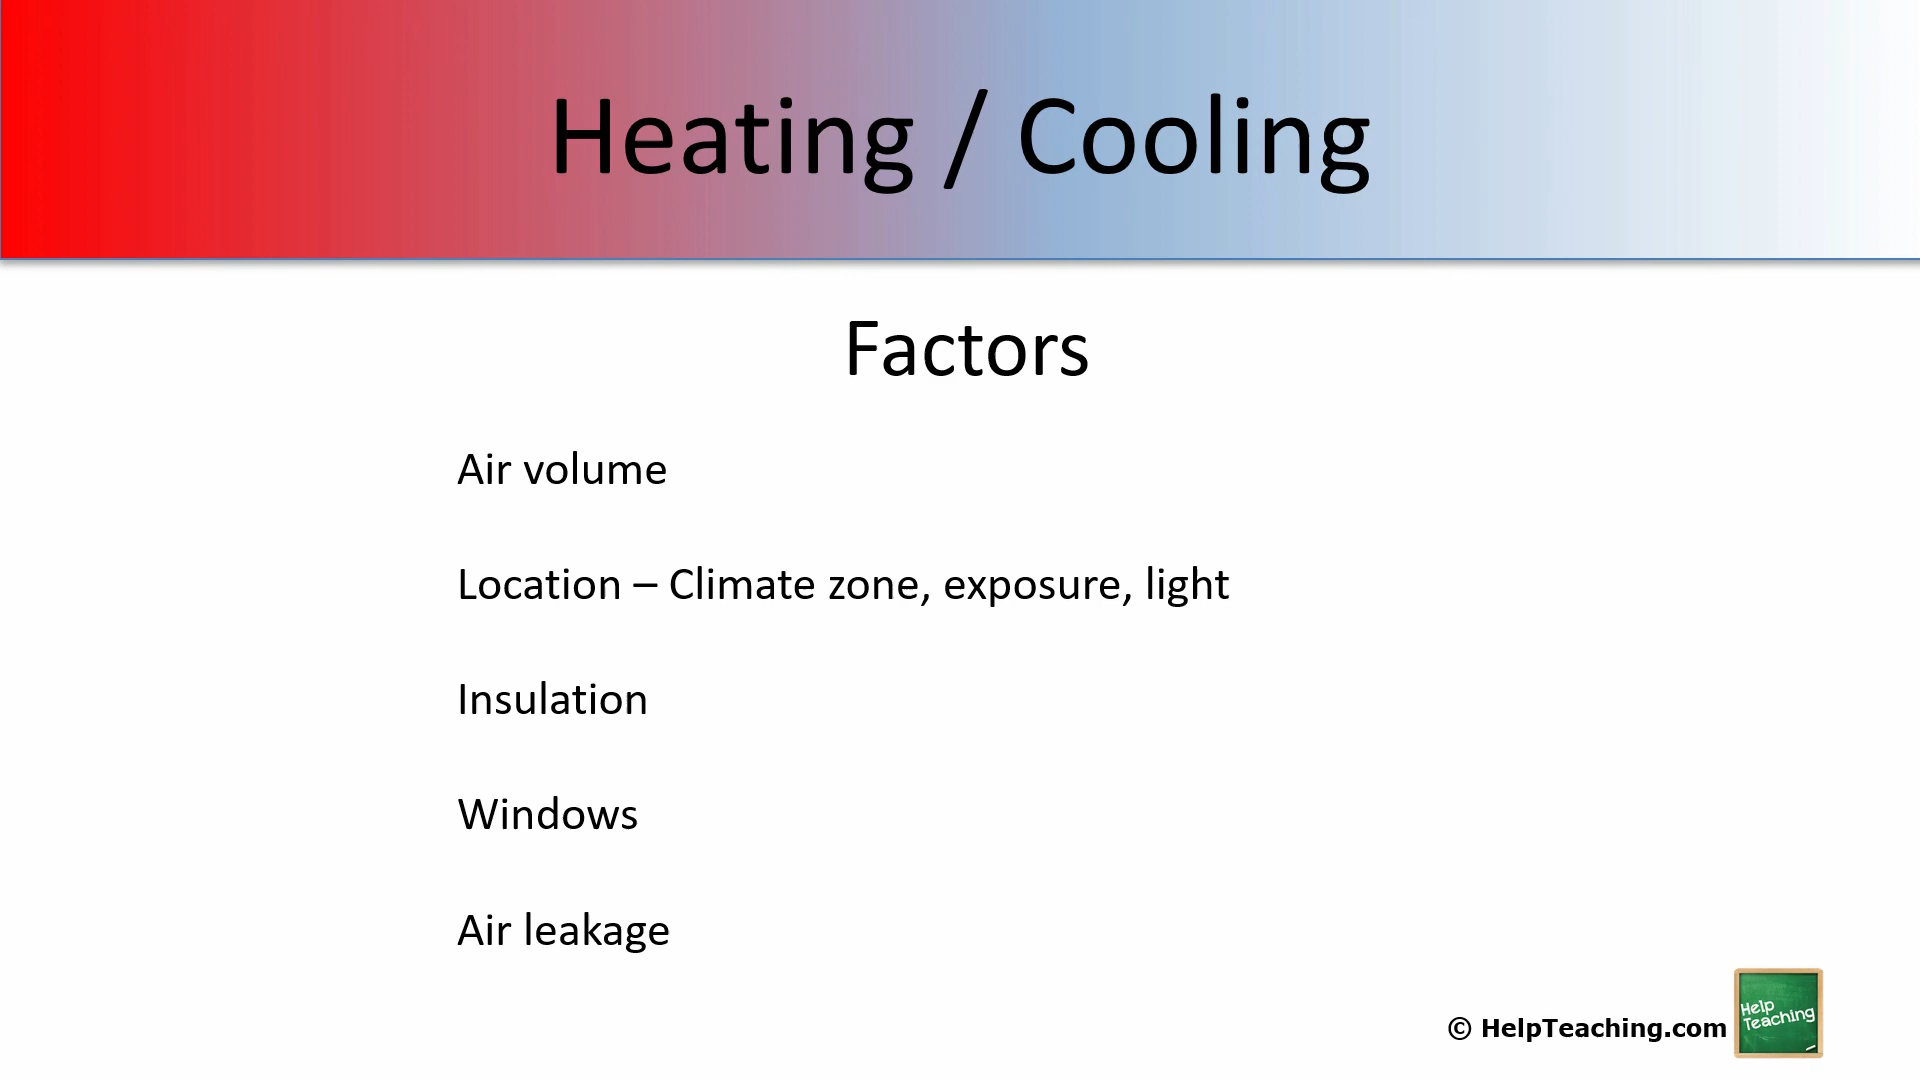 Heating / Cooling
Factors
Air volume
Location – Climate zone, exposure, light
Insulation
Windows
Air leakage
© HelpTeaching.com
Help
Teaching